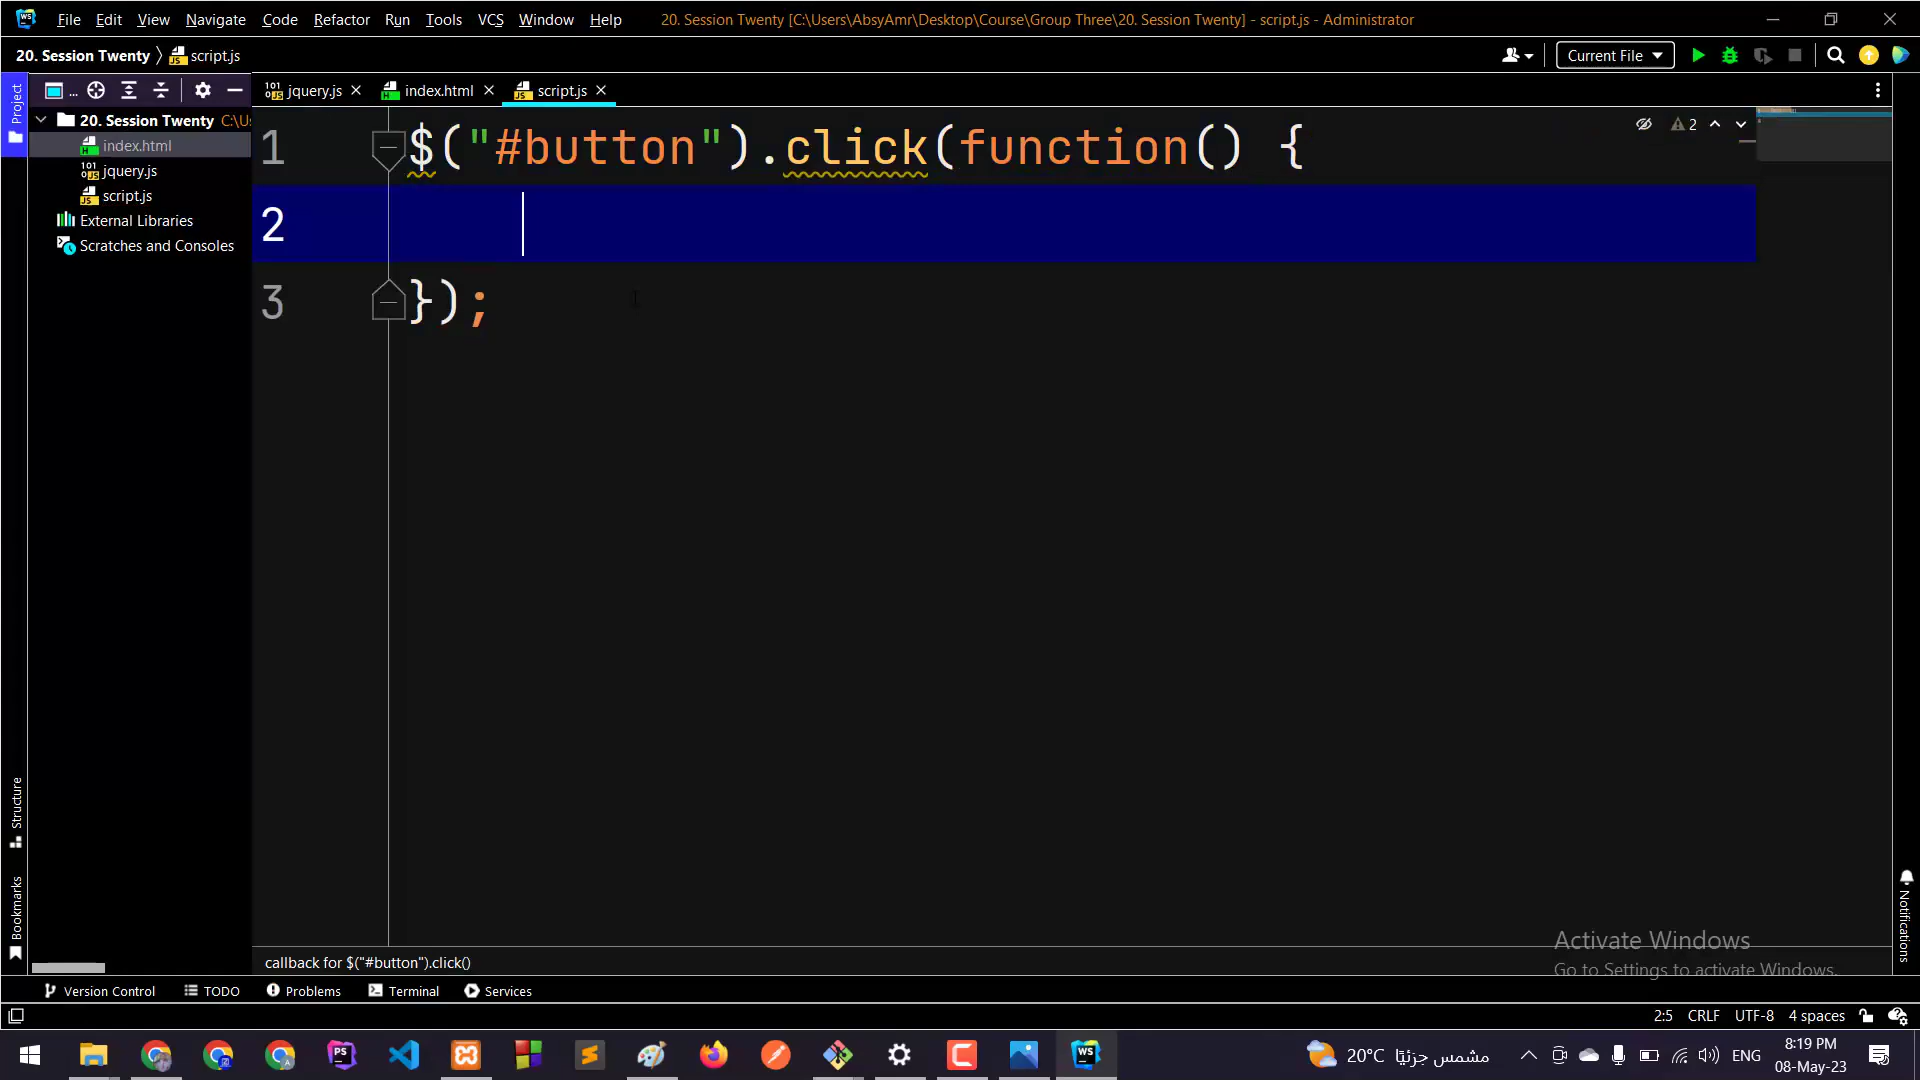 File Edit View Navigate Code Refactor Run Tools VCS Window Help 20. Session Twenty [C:\Users\AbsyAmr\Desktop\Course\Group Three\20. Session Twenty] - script.js - Administrator
20. Session Twenty script.js Current File
Project ... jquery.js index.html script.js
20. Session Twenty C:\U
index.html
jquery.js
script.js
External Libraries
Scratches and Consoles
1 $("#button").click(function() {
2
3 });
2
Structure
Bookmarks
Notifications
Activate Windows
Go to Settings to activate Windows.
callback for $("#button").click()
Version Control TODO Problems Terminal Services
2:5 CRLF UTF-8 4 spaces
20°C مشمس جزئيًا ENG 8:19 PM
08-May-23